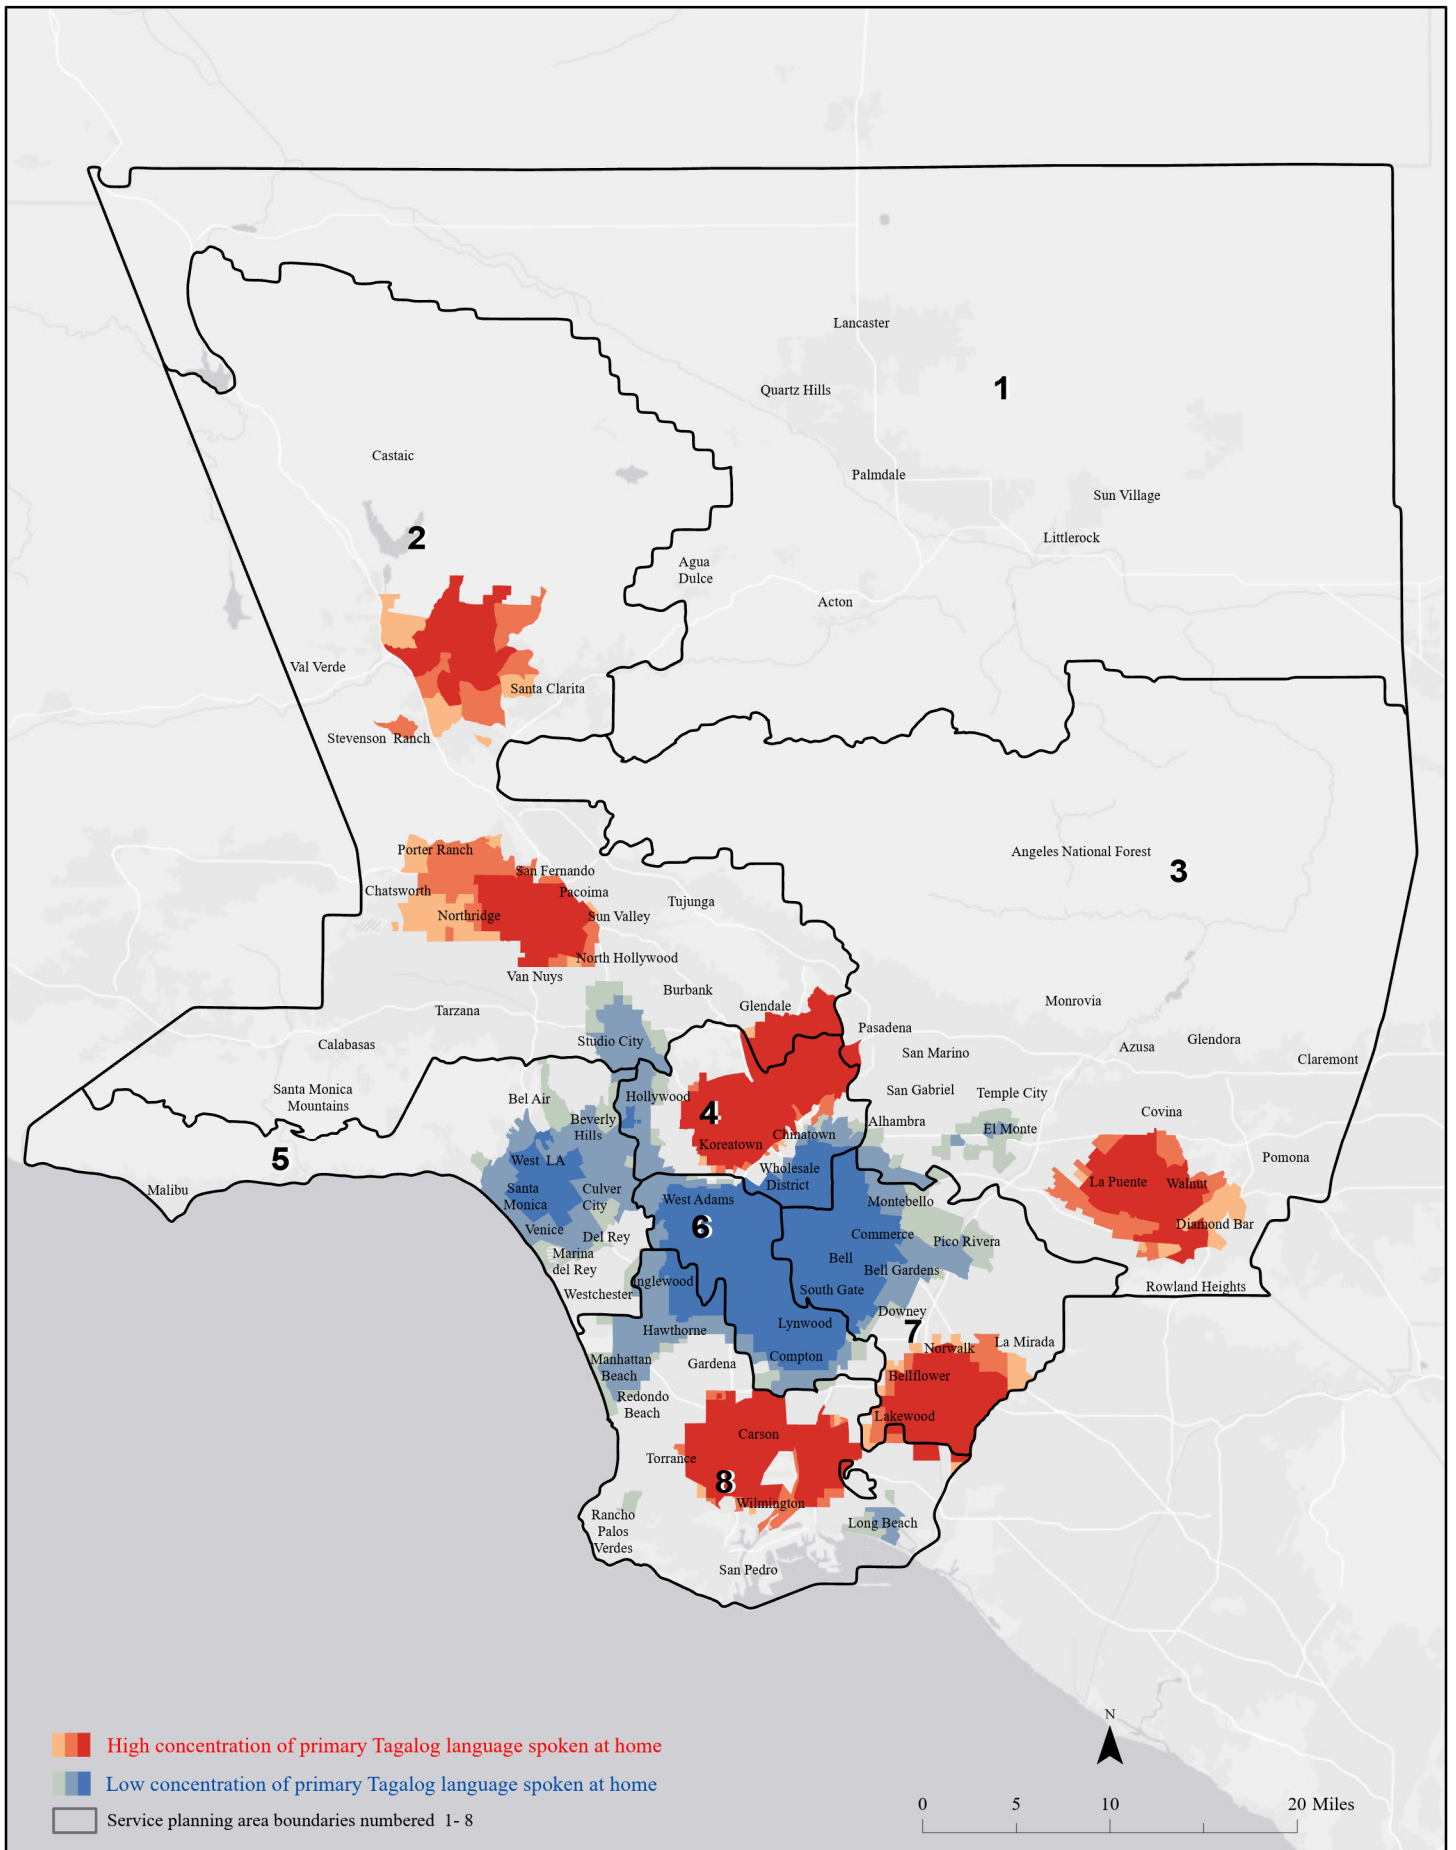 Lancaster
1
Quartz Hills
Castaic
Palmdale
Sun Village
2
Littlerock
Agua
Dulce
Acton
Val Verde
Santa Clarita
Stevenson Ranch
Porter Ranch
Angeles National Forest
3
San Fernando
Chatsworth
Pacoima
Tujunga
Northridge
Sun Valley
North Hollywood
Van Nuys
Burbank
Monrovia
Glendale
Tarzana
Pasadena
Studio City
Glendora
Calabasas
Azusa
San Marino
Claremont
Santa Monica
Mountains
San Gabriel
Temple City
Bel Air
Hollywood
4
Covina
Beverly
Hills
Alhambra
El Monte
Chinatown
Koreatown
5
West LA
Pomona
Wholesale
District
La Puente
Walnut
Malibu
Santa
Monica
Culver
City
West Adams
Montebello
6
Diamond Bar
Venice
Del Rey
Commerce
Pico Rivera
Marina
del Rey
Bell
Bell Gardens
Inglewood
Rowland Heights
Westchester
South Gate
Downey
Lynwood
7
Hawthorne
La Mirada
Norwalk
Compton
Manhattan
Beach
Gardena
Bellflower
Redondo
Beach
Lakewood
Carson
Torrance
8
Wilmington
Rancho
Palos
Verdes
Long Beach
San Pedro
N
High concentration of primary Tagalog language spoken at home
Low concentration of primary Tagalog language spoken at home
Service planning area boundaries numbered 1- 8
0 5 10 20 Miles